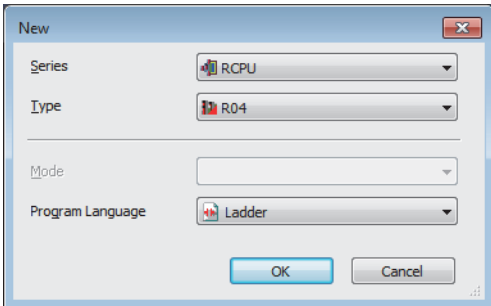 New
Series RCPU
Type R04
Mode
Program Language Ladder
OK Cancel